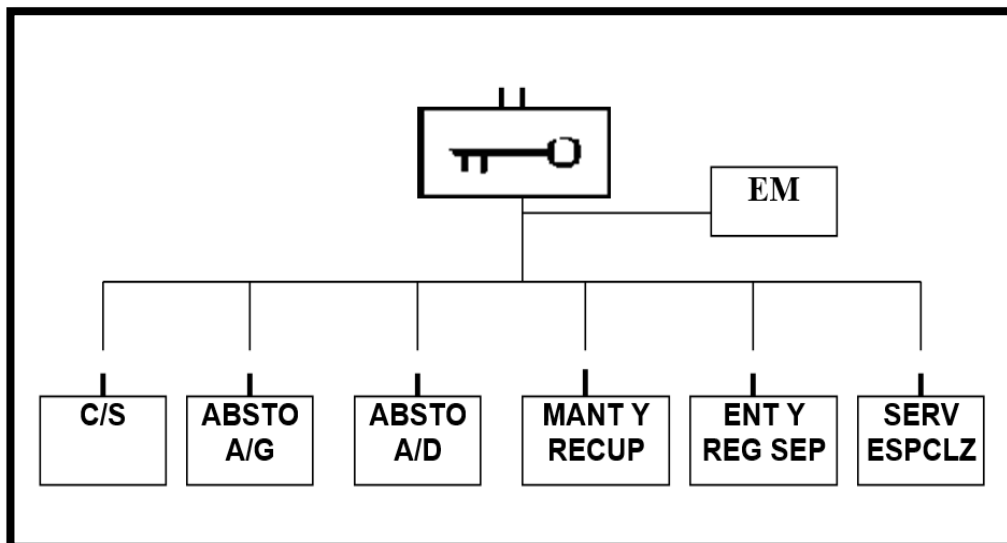 EM
C/S
ABSTO
A/G
ABSTO
A/D
MANT Y
RECUP
ENT Y
REG SEP
SERV
ESPCLZ